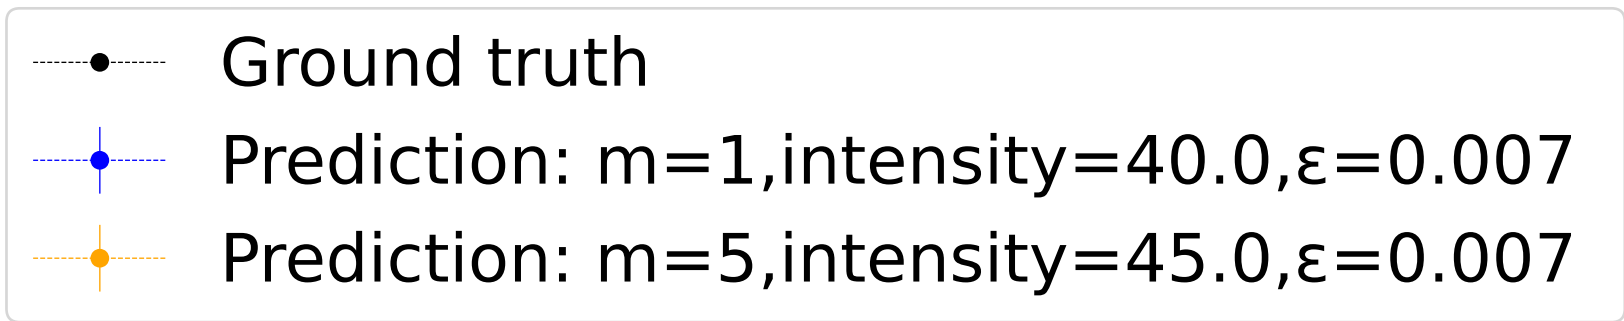 Ground truth
Prediction: m=1,intensity=40.0,ε=0.007
Prediction: m=5,intensity=45.0,ε=0.007